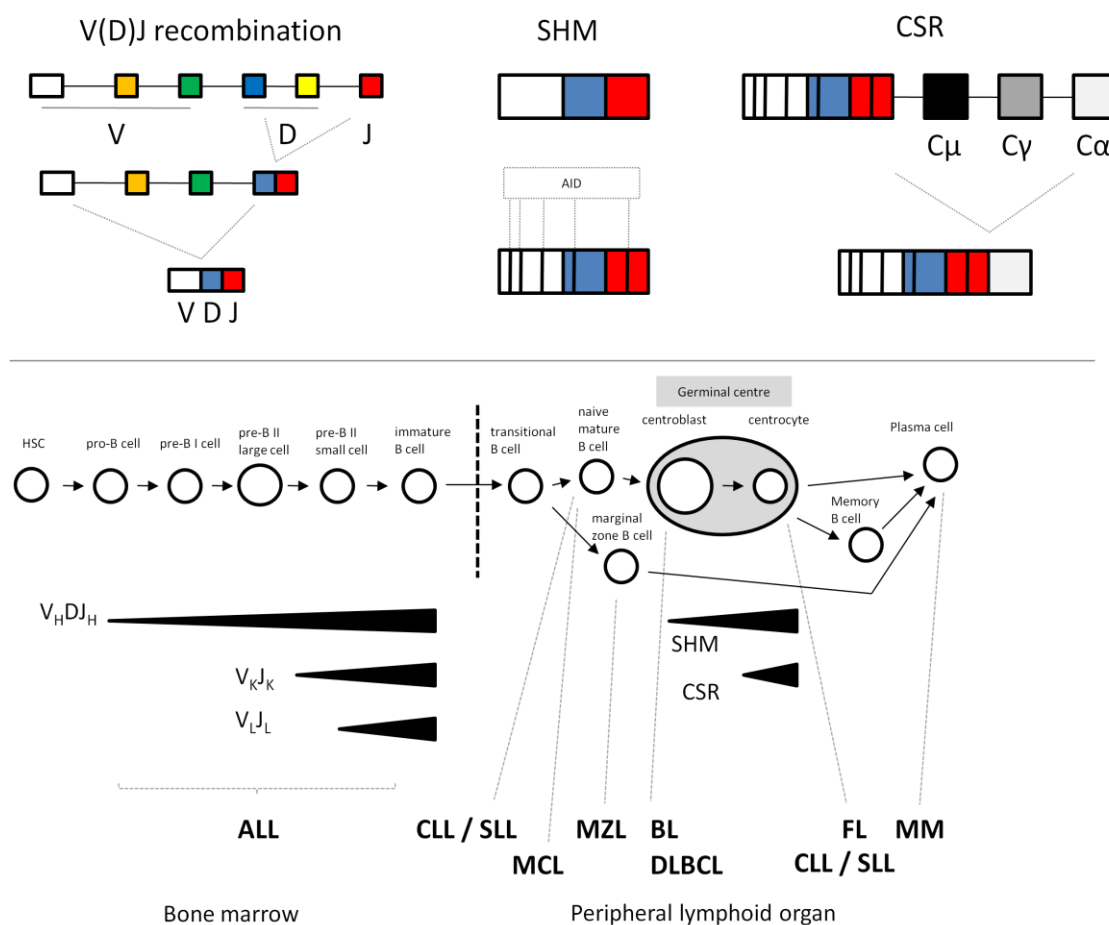 V(D)J recombination
SHM
CSR
V
D
J
Cμ
Cγ
Cα
AID
V D J
Germinal centre
HSC
pro-B cell
pre-B I cell
pre-B II
large cell
pre-B II
small cell
immature
B cell
transitional
B cell
naive
mature
B cell
centroblast
centrocyte
Plasma cell
marginal
zone B cell
Memory
B cell
VHDJH
VKJK
VLJL
SHM
CSR
ALL
CLL / SLL
MCL
MZL
BL
DLBCL
FL
CLL / SLL
MM
Bone marrow
Peripheral lymphoid organ